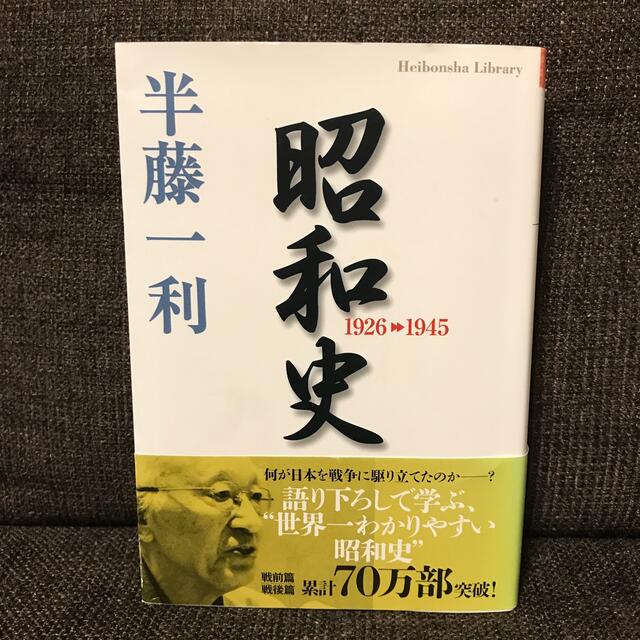 Heibonsha Library
昭和史
1926▶▶1945
半藤一利
何が日本を戦争に駆り立てたのか──?
語り下ろしで学ぶ、
“世界一わかりやすい
昭和史”
戦前篇
戦後篇
累計70万部突破!